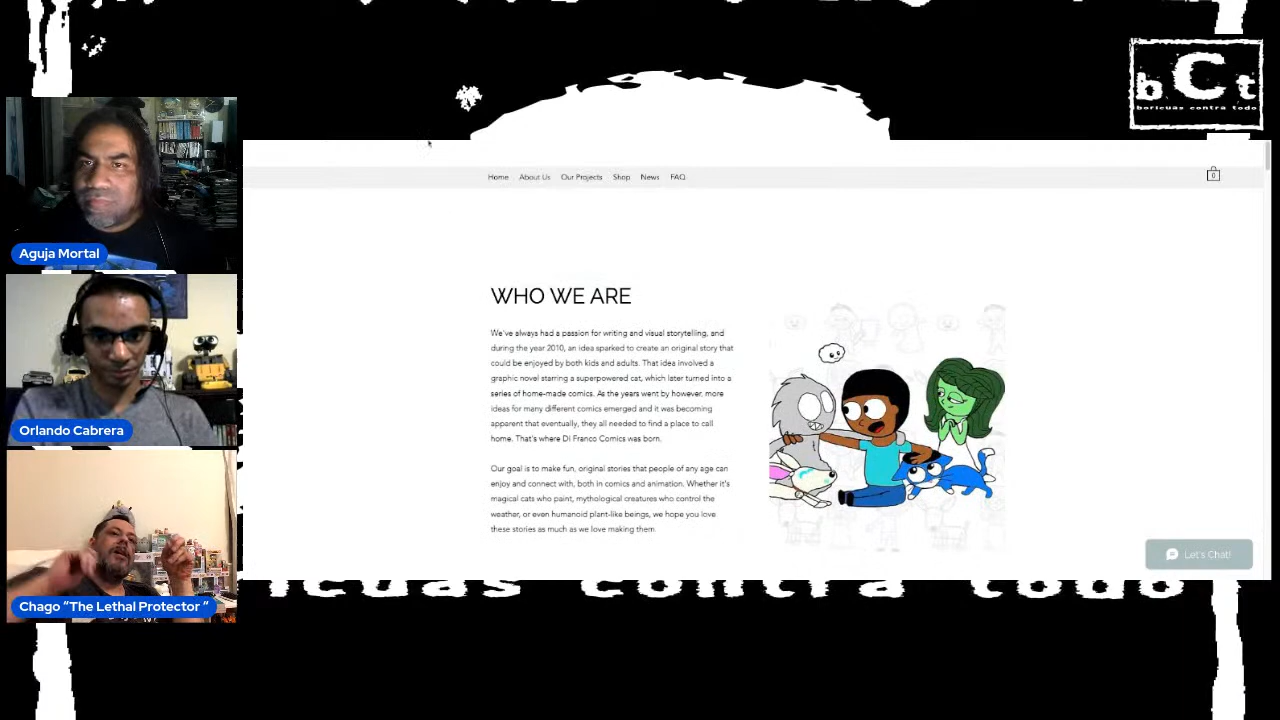 bCt
boricuas contra todo
Home About Us Our Projects Shop News FAQ
0
Aguja Mortal
WHO WE ARE
We've always had a passion for writing and visual storytelling, and
during the year 2010, an idea sparked to create an original story that
could be enjoyed by both kids and adults. That idea involved a
graphic novel starring a superpowered cat, which later turned into a
series of home-made comics. As the years went by however, more
ideas for many different comics emerged and it was becoming
apparent that eventually, they all needed to find a place to call
home. That's where Di Franco Comics was born.
Orlando Cabrera
Our goal is to make fun, original stories that people of any age can
enjoy and connect with, both in comics and animation. Whether it's
magical cats who paint, mythological creatures who control the
weather, or even humanoid plant-like beings, we hope you love
these stories as much as we love making them.
Let's Chat!
ricuas contra todo
Chago “The Lethal Protector “